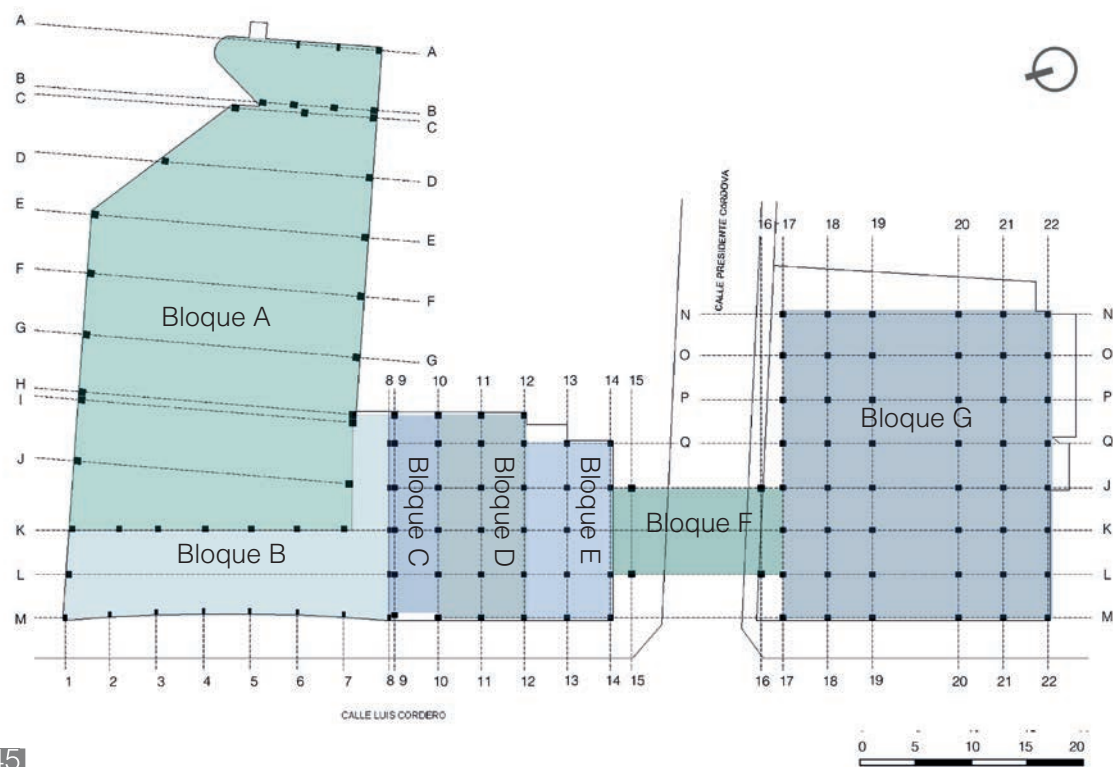 A
A
B
C
B
C
D
D
E
E
F
F
G
G
H
I
J
K
L
M
Bloque A
Bloque B
8 9 10 11 12 13 14 15
Bloque C
Bloque D
Bloque E
Bloque F
CALLE PRESIDENTE CORDOVA
16 17 18 19 20 21 22
N
O
P
Q
Bloque G
N
O
P
Q
J
K
L
M
1 2 3 4 5 6 7 8 9 10 11 12 13 14 15 16 17 18 19 20 21 22
CALLE LUIS CORDERO
0 5 10 15 20